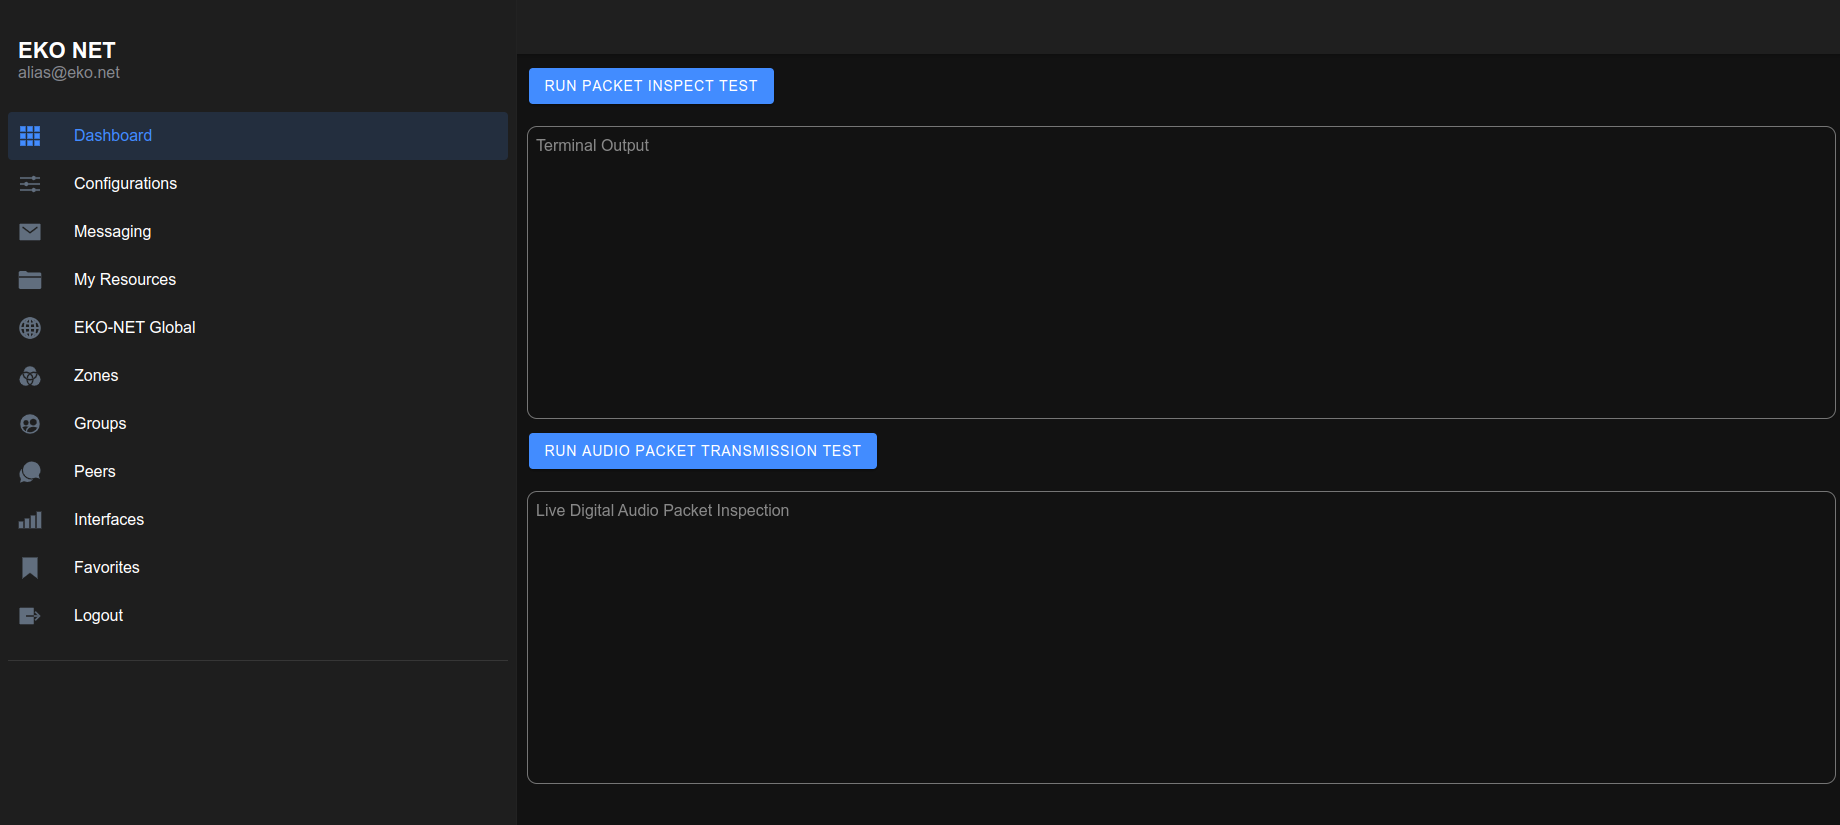 EKO NET
alias@eko.net
Dashboard
Configurations
Messaging
My Resources
EKO-NET Global
Zones
Groups
Peers
Interfaces
Favorites
Logout
RUN PACKET INSPECT TEST
Terminal Output
RUN AUDIO PACKET TRANSMISSION TEST
Live Digital Audio Packet Inspection